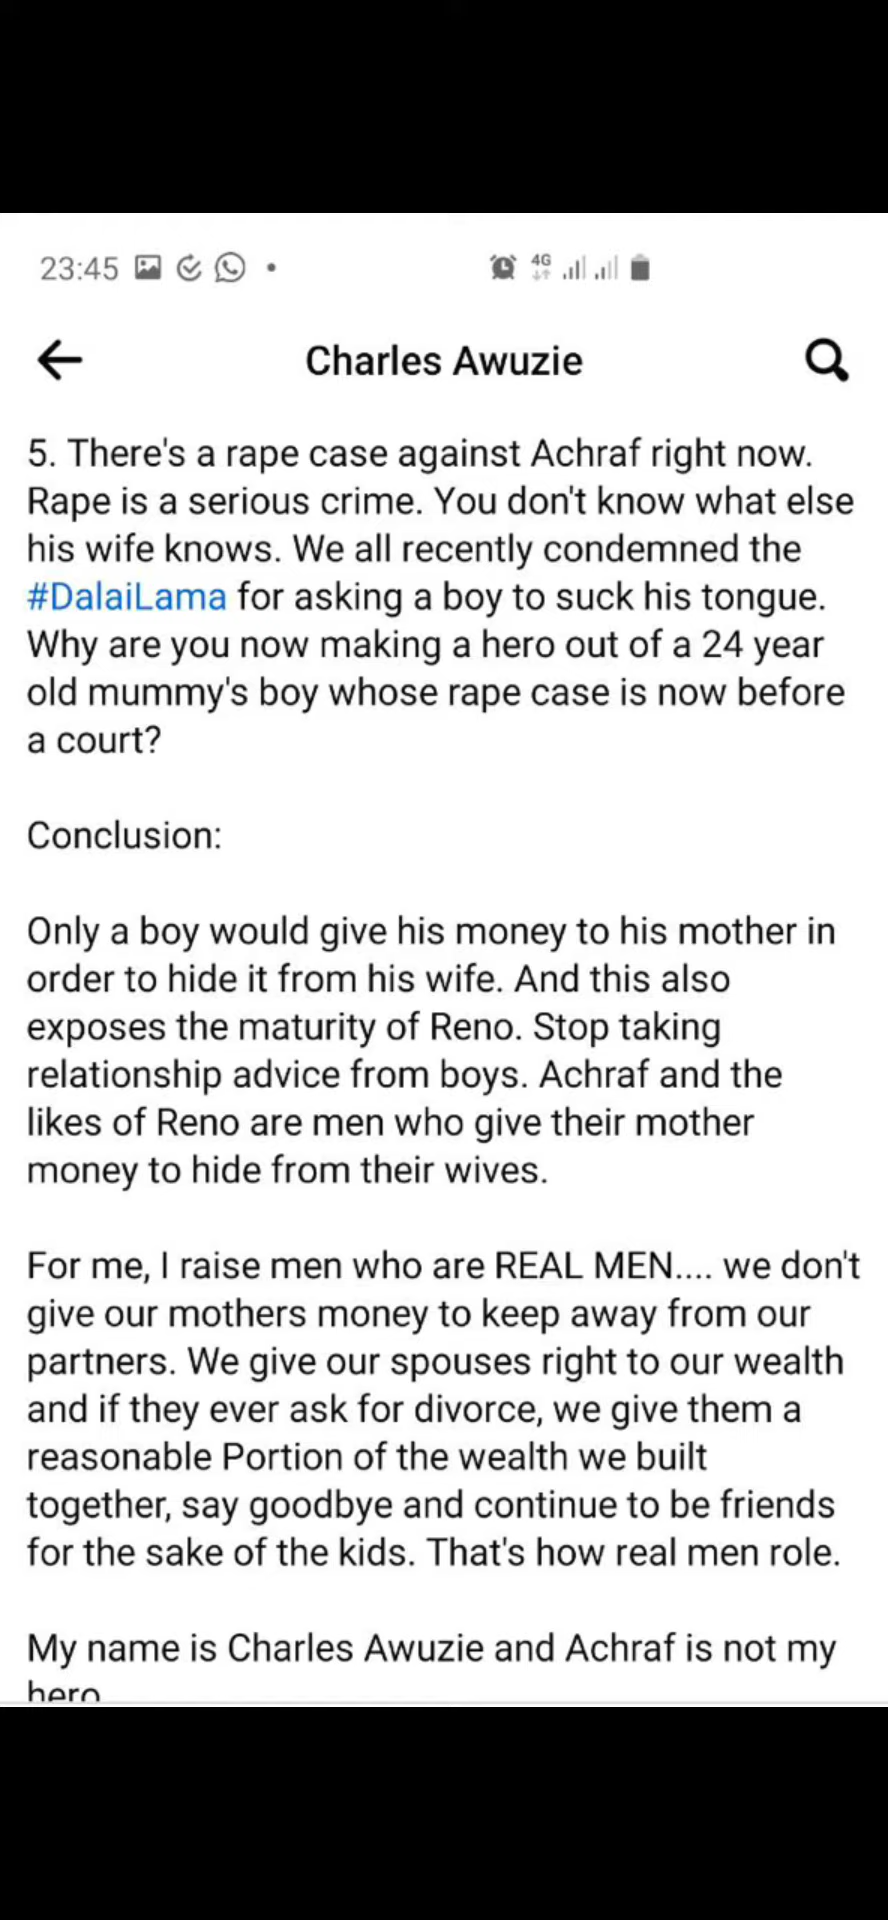 23:45
4G
Charles Awuzie
5. There's a rape case against Achraf right now.
Rape is a serious crime. You don't know what else
his wife knows. We all recently condemned the
#DalaiLama for asking a boy to suck his tongue.
Why are you now making a hero out of a 24 year
old mummy's boy whose rape case is now before
a court?
Conclusion:
Only a boy would give his money to his mother in
order to hide it from his wife. And this also
exposes the maturity of Reno. Stop taking
relationship advice from boys. Achraf and the
likes of Reno are men who give their mother
money to hide from their wives.
For me, I raise men who are REAL MEN.... we don't
give our mothers money to keep away from our
partners. We give our spouses right to our wealth
and if they ever ask for divorce, we give them a
reasonable Portion of the wealth we built
together, say goodbye and continue to be friends
for the sake of the kids. That's how real men role.
My name is Charles Awuzie and Achraf is not my
hero